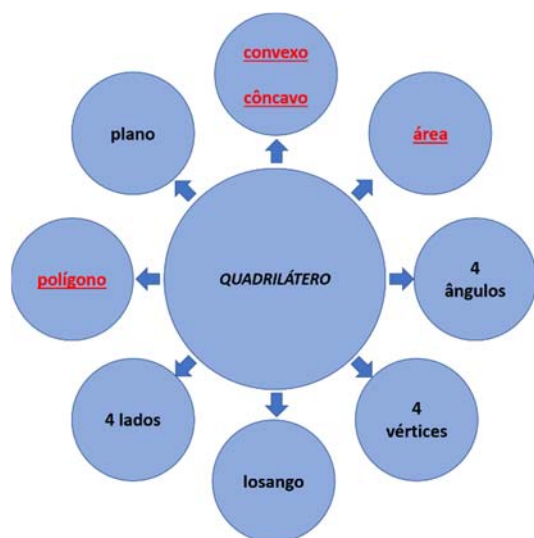 convexo
côncavo
plano
área
polígono
QUADRILÁTERO
4
ângulos
4 lados
4
vértices
losango